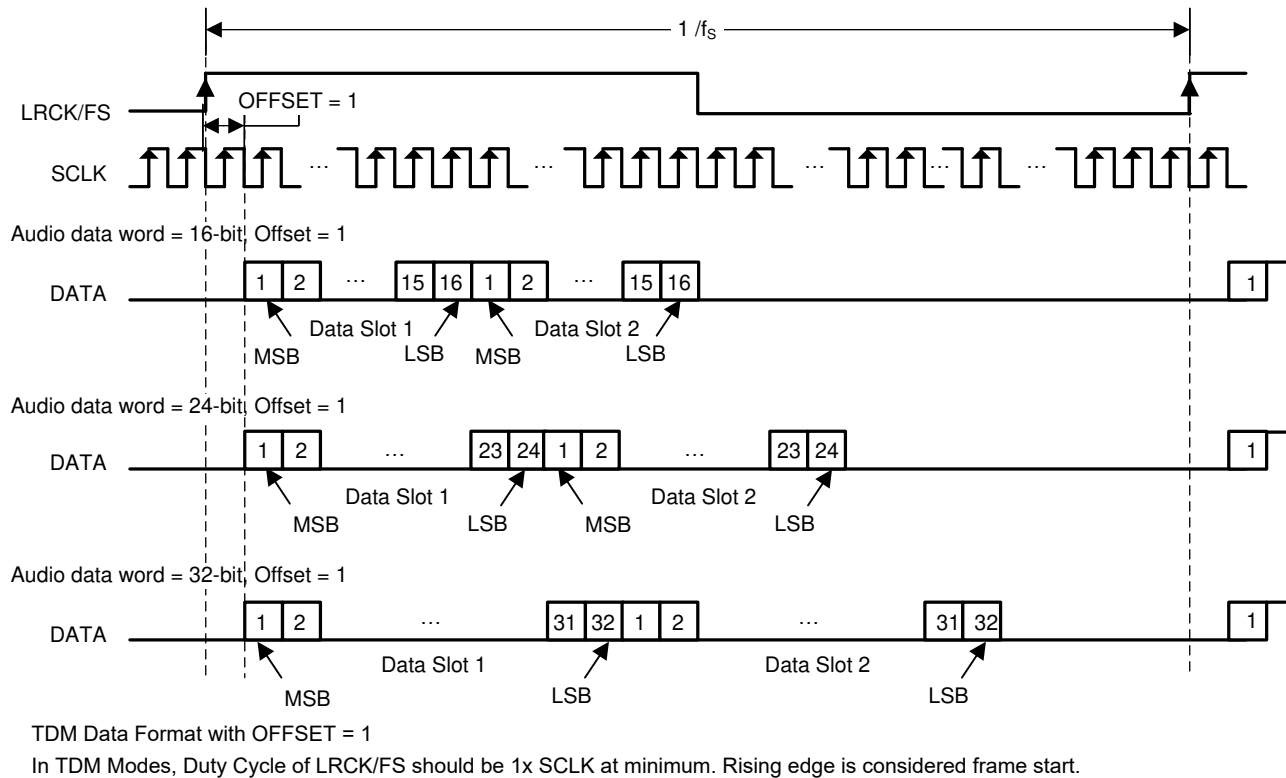 1 /fS
LRCK/FS
OFFSET = 1
SCLK
... ... ... ... ...
Audio data word = 16-bit, Offset = 1
DATA
1 2 ... 15 16 1 2 ... 15 16 1
Data Slot 1 Data Slot 2
MSB LSB MSB LSB
Audio data word = 24-bit, Offset = 1
DATA
1 2 ... 23 24 1 2 ... 23 24 1
Data Slot 1 Data Slot 2
MSB LSB MSB LSB
Audio data word = 32-bit, Offset = 1
DATA
1 2 ... 31 32 1 2 ... 31 32 1
Data Slot 1 Data Slot 2
MSB LSB LSB
TDM Data Format with OFFSET = 1
In TDM Modes, Duty Cycle of LRCK/FS should be 1x SCLK at minimum. Rising edge is considered frame start.